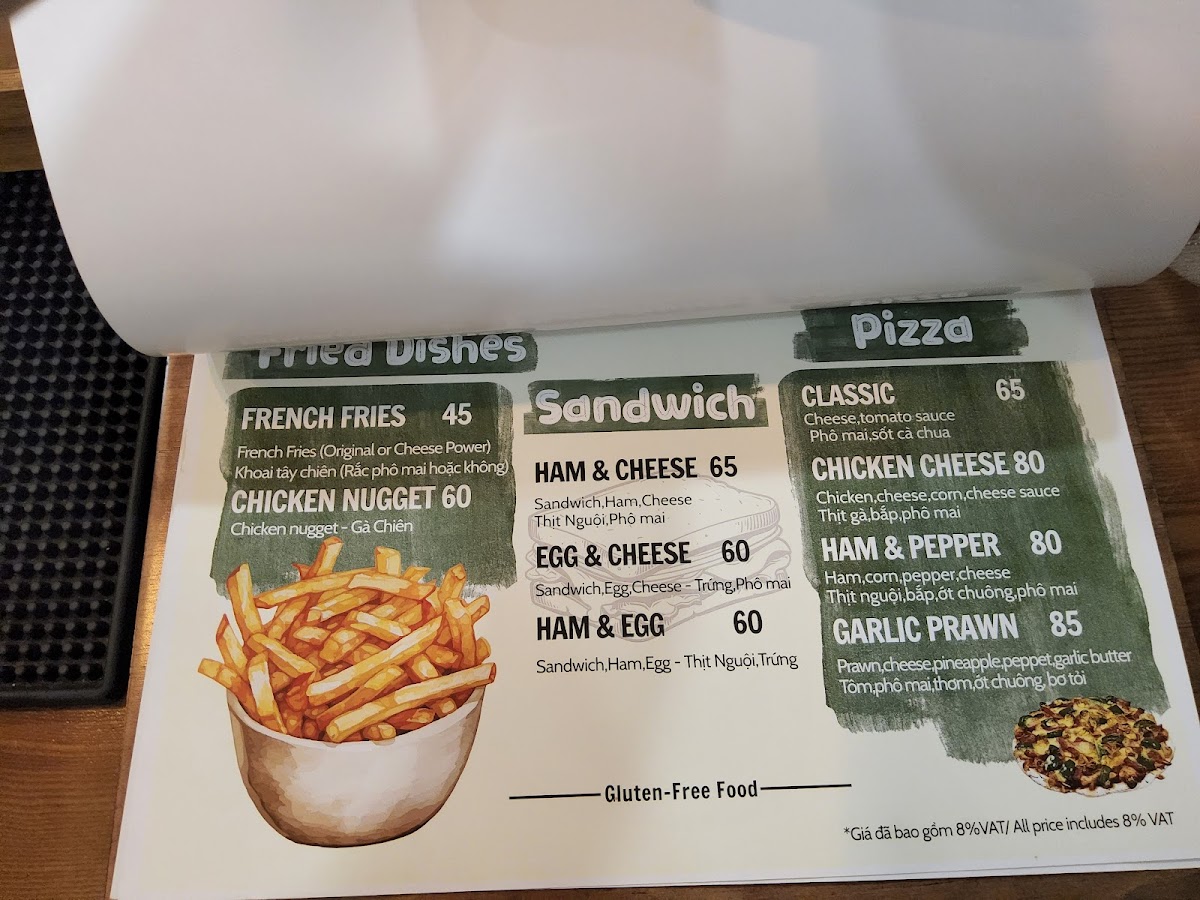 Fried Dishes
FRENCH FRIES 45
French Fries (Original or Cheese Power)
Khoai tây chiên (Rắc phô mai hoặc không)
CHICKEN NUGGET 60
Chicken nugget - Gà Chiên
Sandwich
HAM & CHEESE 65
Sandwich,Ham,Cheese
Thịt Nguội,Phô mai
EGG & CHEESE 60
Sandwich,Egg,Cheese - Trứng,Phô mai
HAM & EGG 60
Sandwich,Ham,Egg - Thịt Nguội,Trứng
Pizza
CLASSIC 65
Cheese,tomato sauce
Phô mai,sốt cà chua
CHICKEN CHEESE 80
Chicken,cheese,corn,cheese sauce
Thịt gà,bắp,phô mai
HAM & PEPPER 80
Ham,corn,pepper,cheese
Thịt nguội,bắp,ớt chuông,phô mai
GARLIC PRAWN 85
Prawn,cheese,pineapple,peppet,garlic butter
Tôm,phô mai,thơm,ớt chuông, bơ tỏi
Gluten-Free Food
*Giá đã bao gồm 8%VAT/ All price includes 8% VAT